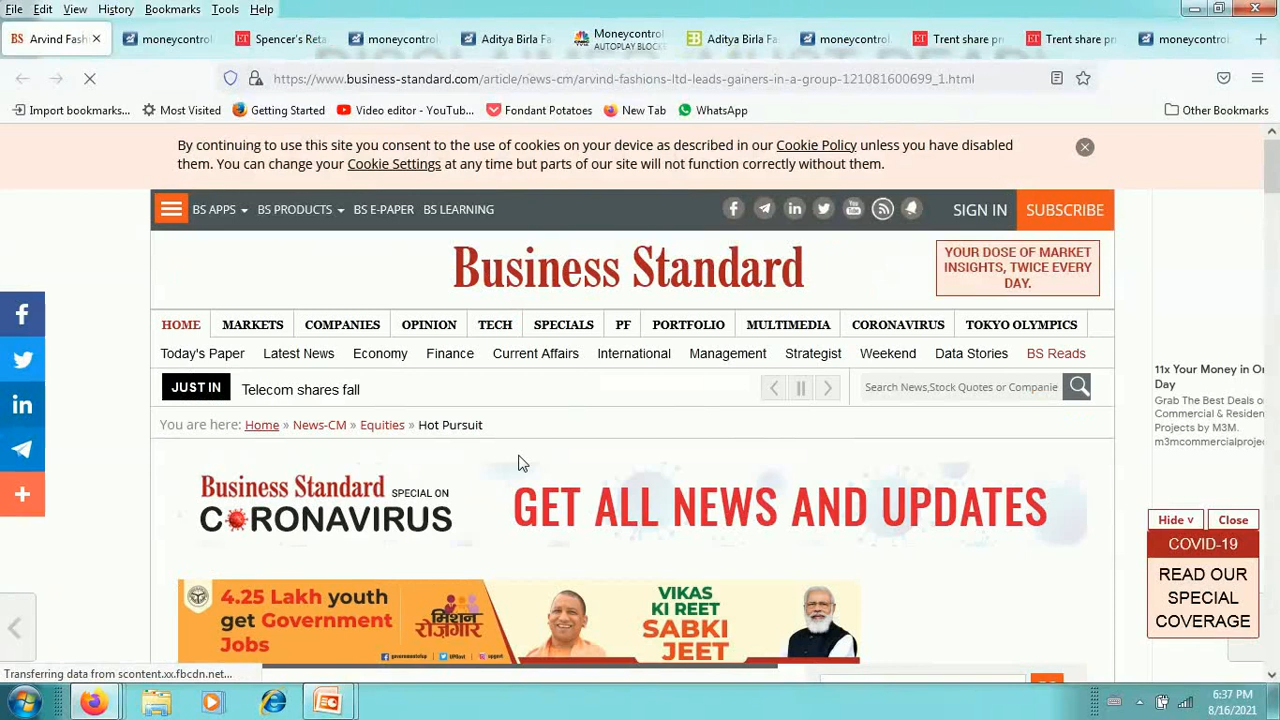 File Edit View History Bookmarks Tools Help
BS Arvind Fash
moneycontrol
ET Spencer's Reta
moneycontrol
Aditya Birla Fa
Moneycontrol
AUTOPLAY BLOCKE
Aditya Birla Fa
moneycontrol
ET Trent share pr
ET Trent share pr
moneycontrol
https://www.business-standard.com/article/news-cm/arvind-fashions-ltd-leads-gainers-in-a-group-121081600699_1.html
Import bookmarks... Most Visited Getting Started Video editor - YouTub... Fondant Potatoes New Tab WhatsApp Other Bookmarks
By continuing to use this site you consent to the use of cookies on your device as described in our Cookie Policy unless you have disabled
them. You can change your Cookie Settings at any time but parts of our site will not function correctly without them.
BS APPS BS PRODUCTS BS E-PAPER BS LEARNING SIGN IN SUBSCRIBE
Business Standard
YOUR DOSE OF MARKET
INSIGHTS, TWICE EVERY
DAY.
HOME MARKETS COMPANIES OPINION TECH SPECIALS PF PORTFOLIO MULTIMEDIA CORONAVIRUS TOKYO OLYMPICS
Today's Paper Latest News Economy Finance Current Affairs International Management Strategist Weekend Data Stories BS Reads
JUST IN Telecom shares fall
Search News,Stock Quotes or Companie
You are here: Home » News-CM » Equities » Hot Pursuit
Business Standard SPECIAL ON
CORONAVIRUS
GET ALL NEWS AND UPDATES
4.25 Lakh youth
get Government
Jobs
मिशन
रोजगार
VIKAS
KI REET
SABKI
JEET
11x Your Money in On
Day
Grab The Best Deals o
Commercial & Residen
Projects by M3M.
m3mcommercialprojec
Hide v Close
COVID-19
READ OUR
SPECIAL
COVERAGE
Transferring data from scontent.xx.fbcdn.net...
6:37 PM
8/16/2021